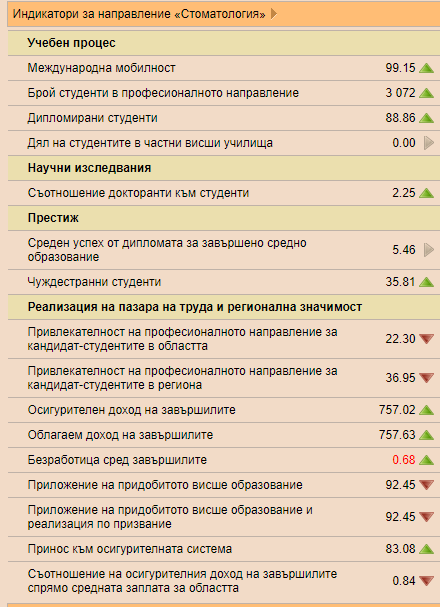 Индикатори за направление «Стоматология»
Учебен процес
Международна мобилност 99.15
Брой студенти в професионалното направление 3 072
Дипломирани студенти 88.86
Дял на студентите в частни висши училища 0.00
Научни изследвания
Съотношение докторанти към студенти 2.25
Престиж
Среден успех от дипломата за завършено средно
образование 5.46
Чуждестранни студенти 35.81
Реализация на пазара на труда и регионална значимост
Привлекателност на професионалното направление за
кандидат-студентите в областта 22.30
Привлекателност на професионалното направление за
кандидат-студентите в региона 36.95
Осигурителен доход на завършилите 757.02
Облагаем доход на завършилите 757.63
Безработица сред завършилите 0.68
Приложение на придобитото висше образование 92.45
Приложение на придобитото висше образование и
реализация по призвание 92.45
Принос към осигурителната система 83.08
Съотношение на осигурителния доход на завършилите
спрямо средната заплата за областта 0.84